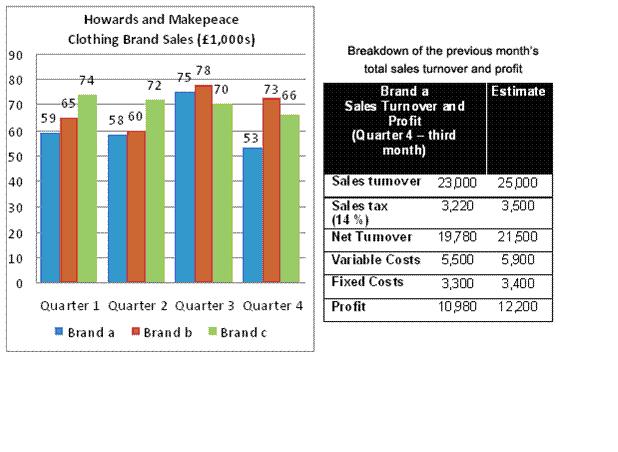 Howards and Makepeace
Clothing Brand Sales (£1,000s)
90
80
70
60
50
40
30
20
10
0
59 65 74
58 60 72
75 78 70
53 73 66
Quarter 1 Quarter 2 Quarter 3 Quarter 4
Brand a Brand b Brand c
Breakdown of the previous month's
total sales turnover and profit
Brand a Estimate
Sales Turnover and
Profit
(Quarter 4 – third
month)
Sales turnover 23,000 25,000
Sales tax 3,220 3,500
(14 %)
Net Turnover 19,780 21,500
Variable Costs 5,500 5,900
Fixed Costs 3,300 3,400
Profit 10,980 12,200